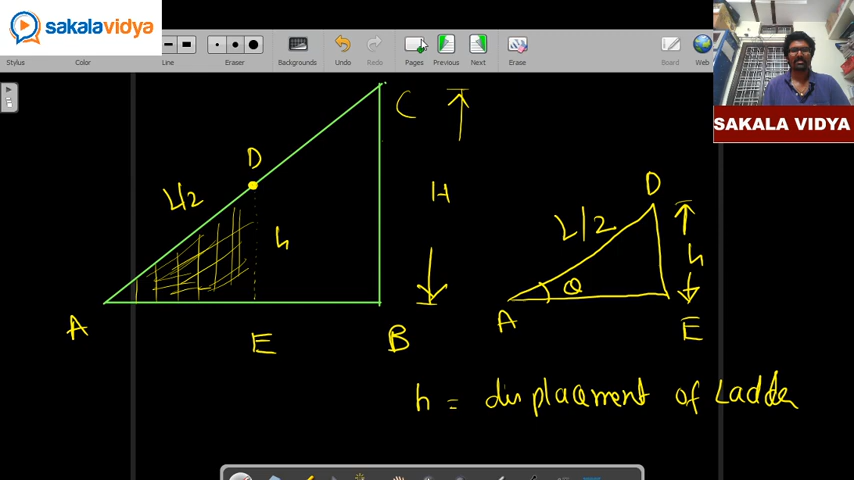 sakalavidya
Stylus
Color
Line
Eraser
Backgrounds
Undo
Redo
Pages
Previous
Next
Erase
Board
Web
SAKALA VIDYA
C
D
L/2
H
h
A
E
B
D
L/2
h
θ
A
E
h = displacement of Ladder